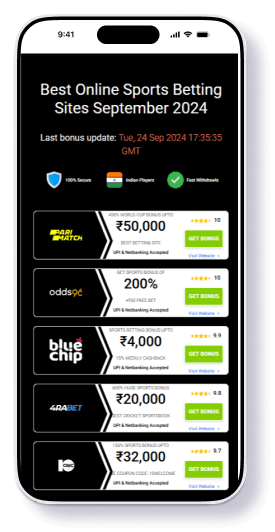 9:41
Best Online Sports Betting
Sites September 2024
Last bonus update: Tue, 24 Sep 2024 17:35:35
GMT
100% Secure
Indian Players
Fast Withdrawls
PARI
MATCH
WORLD CUP BONUS UPTO
₹50,000
BEST BETTING SITE
UPI & Netbanking Accepted
10
GET BONUS
Visit Website
odds96
GET SPORTS BONUS OF
200%
FREE BET
UPI & Netbanking Accepted
10
GET BONUS
Visit Website
blue
chip
SPORTS BETTING BONUS UPTO
₹4,000
15% WEEKLY CASHBACK
UPI & Netbanking Accepted
9.9
GET BONUS
Visit Website
4RABET
HUGE SPORTS BONUS
₹20,000
BEST CRICKET SPORTSBOOK
UPI & Netbanking Accepted
9.8
GET BONUS
Visit Website
10
CRIC
SPORTS BONUS UPTO
₹32,000
COUPON CODE: 10WELCOME
UPI & Netbanking Accepted
9.7
GET BONUS
Visit Website